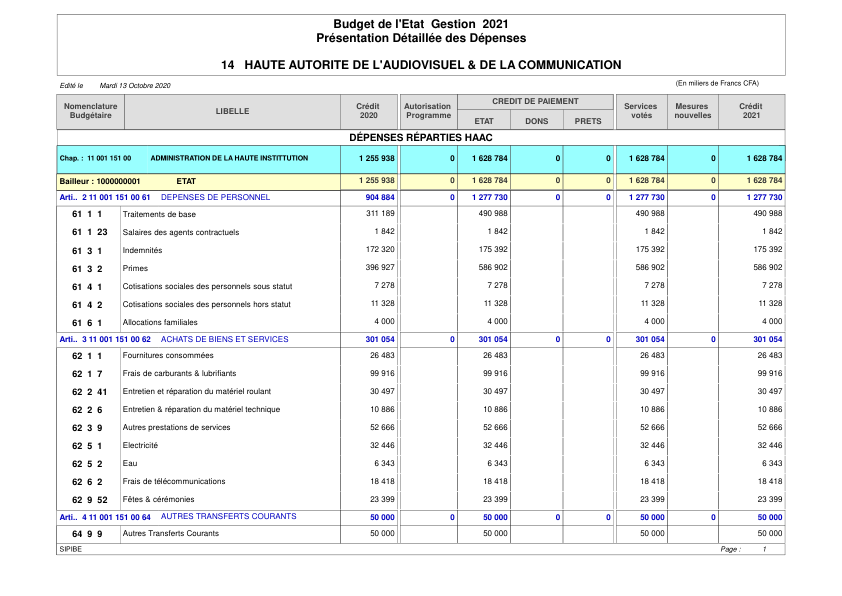 Budget de l'Etat Gestion 2021
Présentation Détaillée des Dépenses
14 HAUTE AUTORITE DE L'AUDIOVISUEL & DE LA COMMUNICATION
Edité le Mardi 13 Octobre 2020 (En miliers de Francs CFA)
Nomenclature Budgétaire LIBELLE Crédit 2020 Autorisation Programme CREDIT DE PAIEMENT ETAT DONS PRETS Services votés Mesures nouvelles Crédit 2021
DÉPENSES RÉPARTIES HAAC
Chap. : 11 001 151 00 ADMINISTRATION DE LA HAUTE INSTITTUTION 1 255 938 0 1 628 784 0 0 1 628 784 0 1 628 784
Bailleur : 1000000001 ETAT 1 255 938 0 1 628 784 0 0 1 628 784 0 1 628 784
Arti.. 2 11 001 151 00 61 DEPENSES DE PERSONNEL 904 884 0 1 277 730 0 0 1 277 730 0 1 277 730
61 1 1 Traitements de base 311 189 490 988 490 988 490 988
61 1 23 Salaires des agents contractuels 1 842 1 842 1 842 1 842
61 3 1 Indemnités 172 320 175 392 175 392 175 392
61 3 2 Primes 396 927 586 902 586 902 586 902
61 4 1 Cotisations sociales des personnels sous statut 7 278 7 278 7 278 7 278
61 4 2 Cotisations sociales des personnels hors statut 11 328 11 328 11 328 11 328
61 6 1 Allocations familiales 4 000 4 000 4 000 4 000
Arti.. 3 11 001 151 00 62 ACHATS DE BIENS ET SERVICES 301 054 0 301 054 0 0 301 054 0 301 054
62 1 1 Fournitures consommées 26 483 26 483 26 483 26 483
62 1 7 Frais de carburants & lubrifiants 99 916 99 916 99 916 99 916
62 2 41 Entretien et réparation du matériel roulant 30 497 30 497 30 497 30 497
62 2 6 Entretien & réparation du matériel technique 10 886 10 886 10 886 10 886
62 3 9 Autres prestations de services 52 666 52 666 52 666 52 666
62 5 1 Electricité 32 446 32 446 32 446 32 446
62 5 2 Eau 6 343 6 343 6 343 6 343
62 6 2 Frais de télécommunications 18 418 18 418 18 418 18 418
62 9 52 Fêtes & cérémonies 23 399 23 399 23 399 23 399
Arti.. 4 11 001 151 00 64 AUTRES TRANSFERTS COURANTS 50 000 0 50 000 0 0 50 000 0 50 000
64 9 9 Autres Transferts Courants 50 000 50 000 50 000 50 000
SIPIBE Page : 1